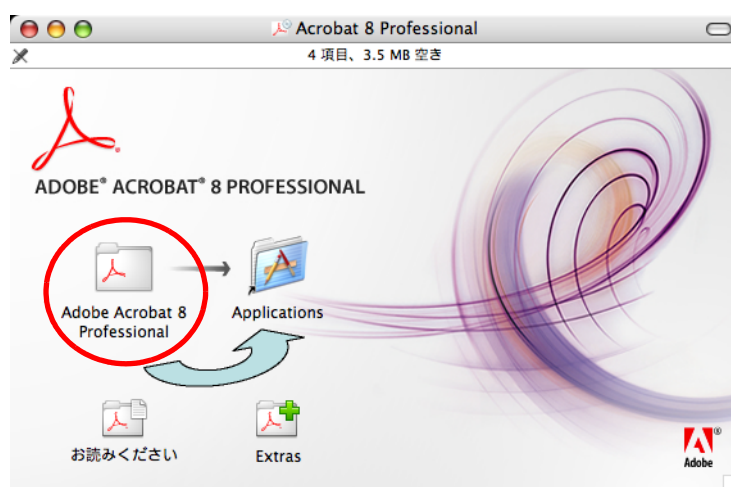 Acrobat 8 Professional
4 項目、3.5 MB 空き
ADOBE® ACROBAT® 8 PROFESSIONAL
Adobe Acrobat 8
Professional
Applications
お読みください
Extras
Adobe®